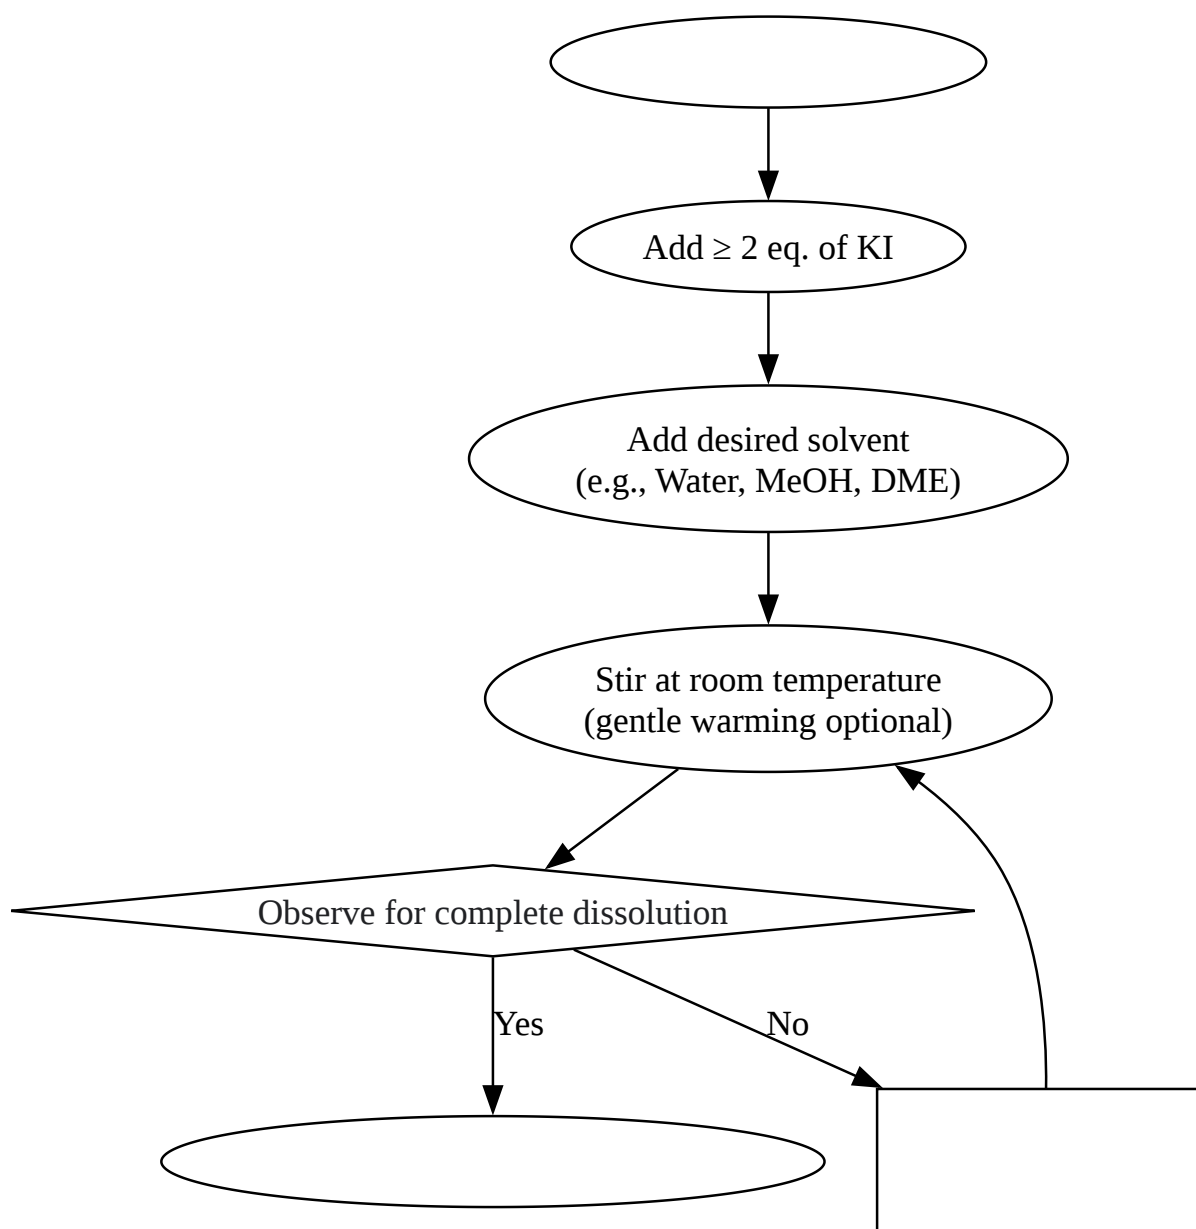 Add ≥ 2 eq. of KI
Add desired solvent
(e.g., Water, MeOH, DME)
Stir at room temperature
(gentle warming optional)
Observe for complete dissolution
Yes
No